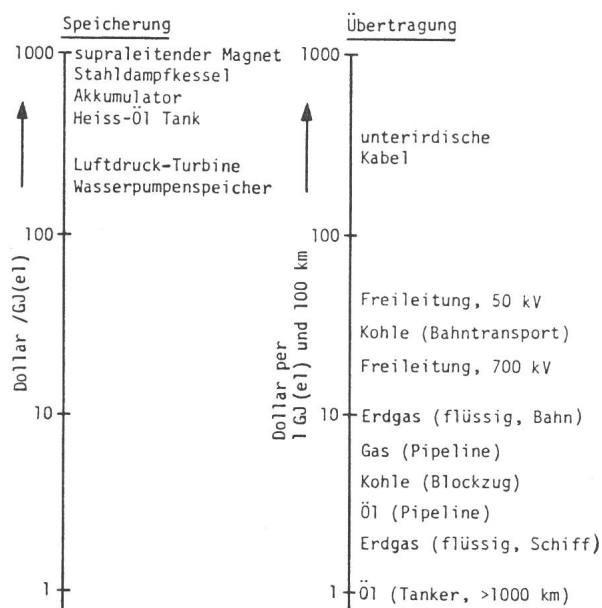 Speicherung
1000
supraleitender Magnet
Stahldampfkessel
Akkumulator
Heiss-Öl Tank
Luftdruck-Turbine
Wasserpumpenspeicher
100
10
1
Dollar /GJ(el)
Übertragung
1000
unterirdische
Kabel
100
Freileitung, 50 kV
Kohle (Bahntransport)
Freileitung, 700 kV
10
Erdgas (flüssig, Bahn)
Gas (Pipeline)
Kohle (Blockzug)
Öl (Pipeline)
Erdgas (flüssig, Schiff)
1
Öl (Tanker, >1000 km)
Dollar per
1 GJ(el) und 100 km